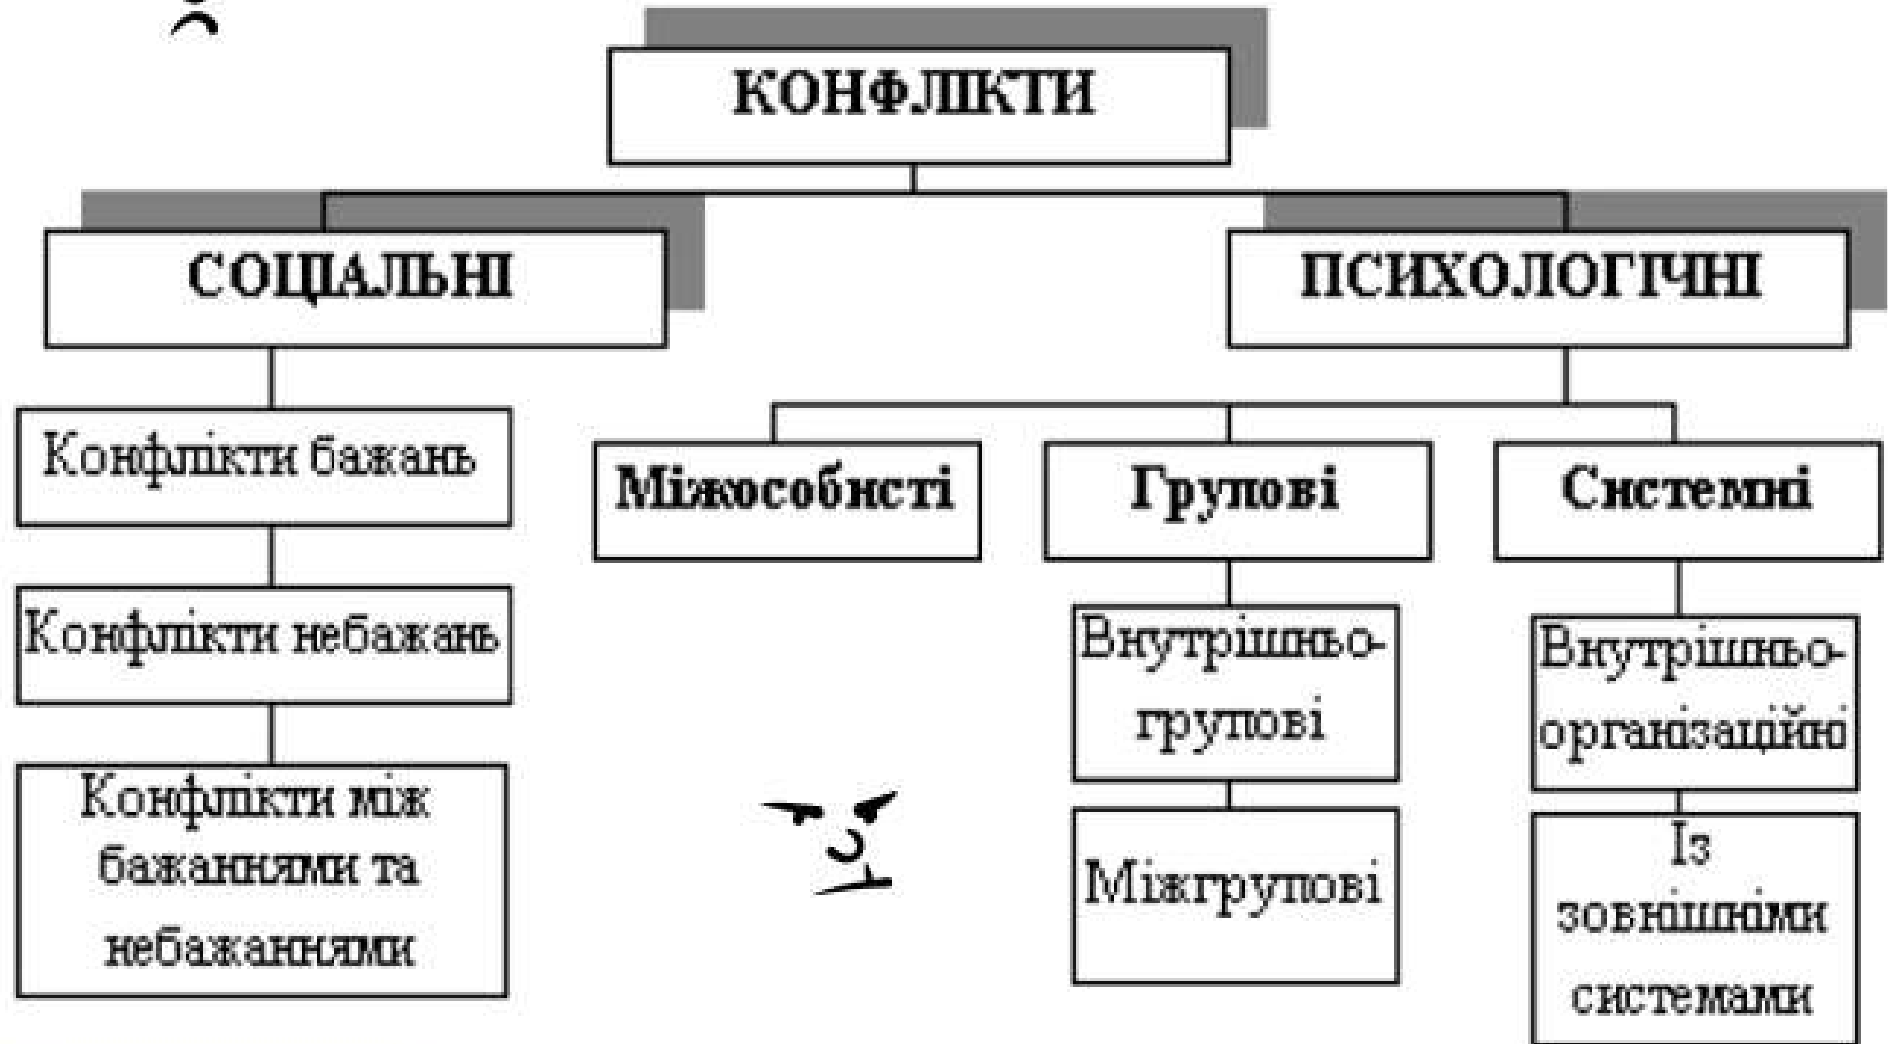 КОНФЛІКТИ
СОЦІАЛЬНІ
ПСИХОЛОГІЧНІ
Конфлікти бажань
Конфлікти небажань
Конфлікти між
бажаннями та
небажаннями
Міжособисті
Групові
Системні
Внутрішньо-
групові
Міжгрупові
Внутрішньо-
організаційні
Із
зовнішніми
системами